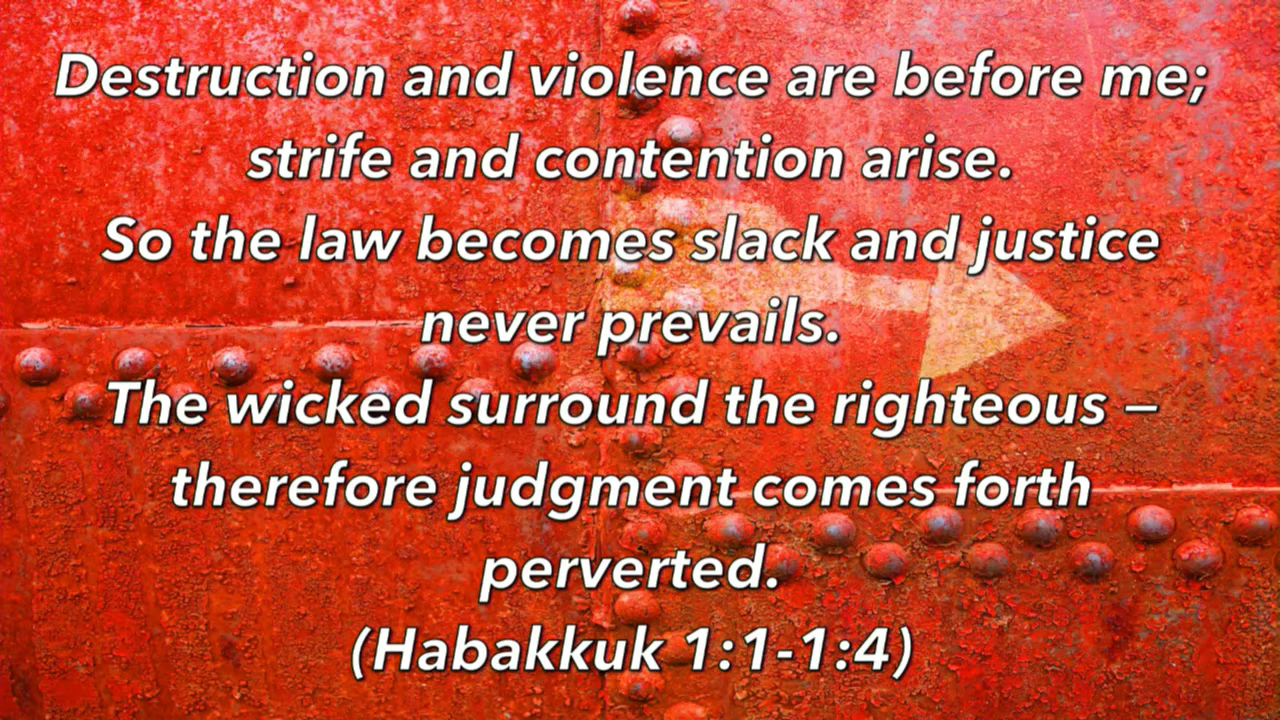 Destruction and violence are before me;
strife and contention arise.
So the law becomes slack and justice
never prevails.
The wicked surround the righteous –
therefore judgment comes forth
perverted.
(Habakkuk 1:1-1:4)